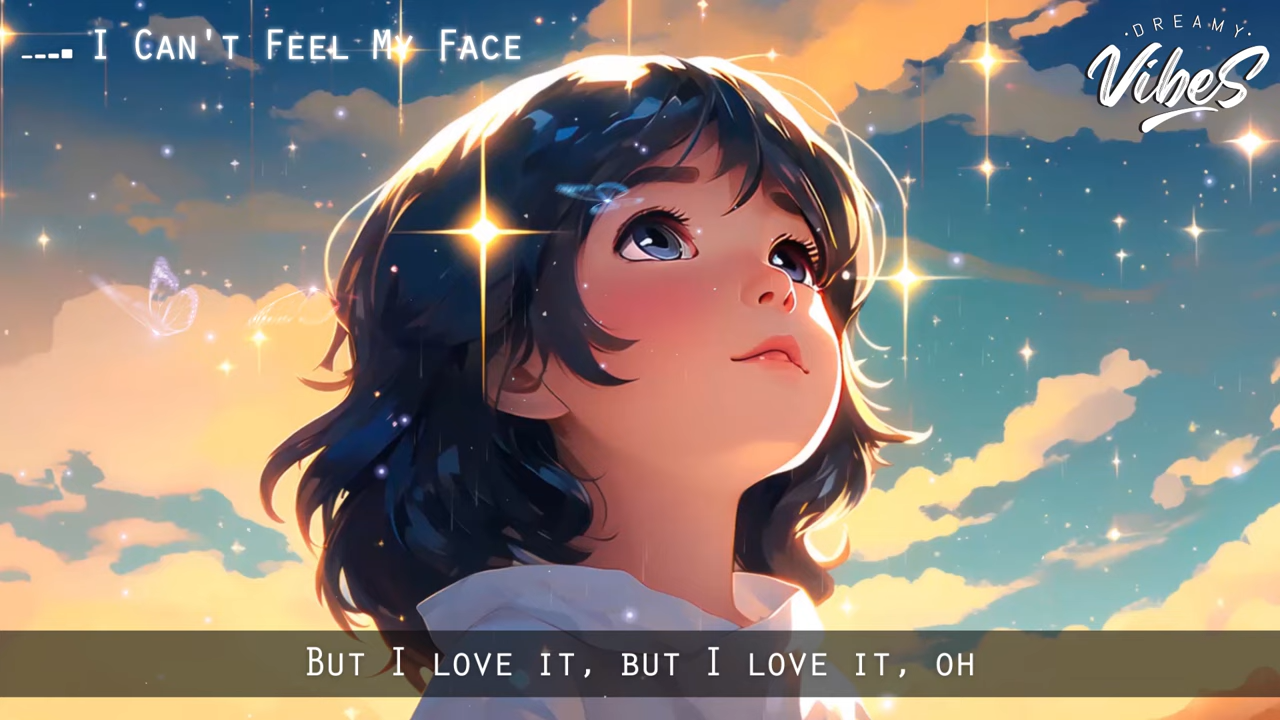 I Can't Feel My Face
·DREAMY·
Vibes
But I love it, but I love it, oh